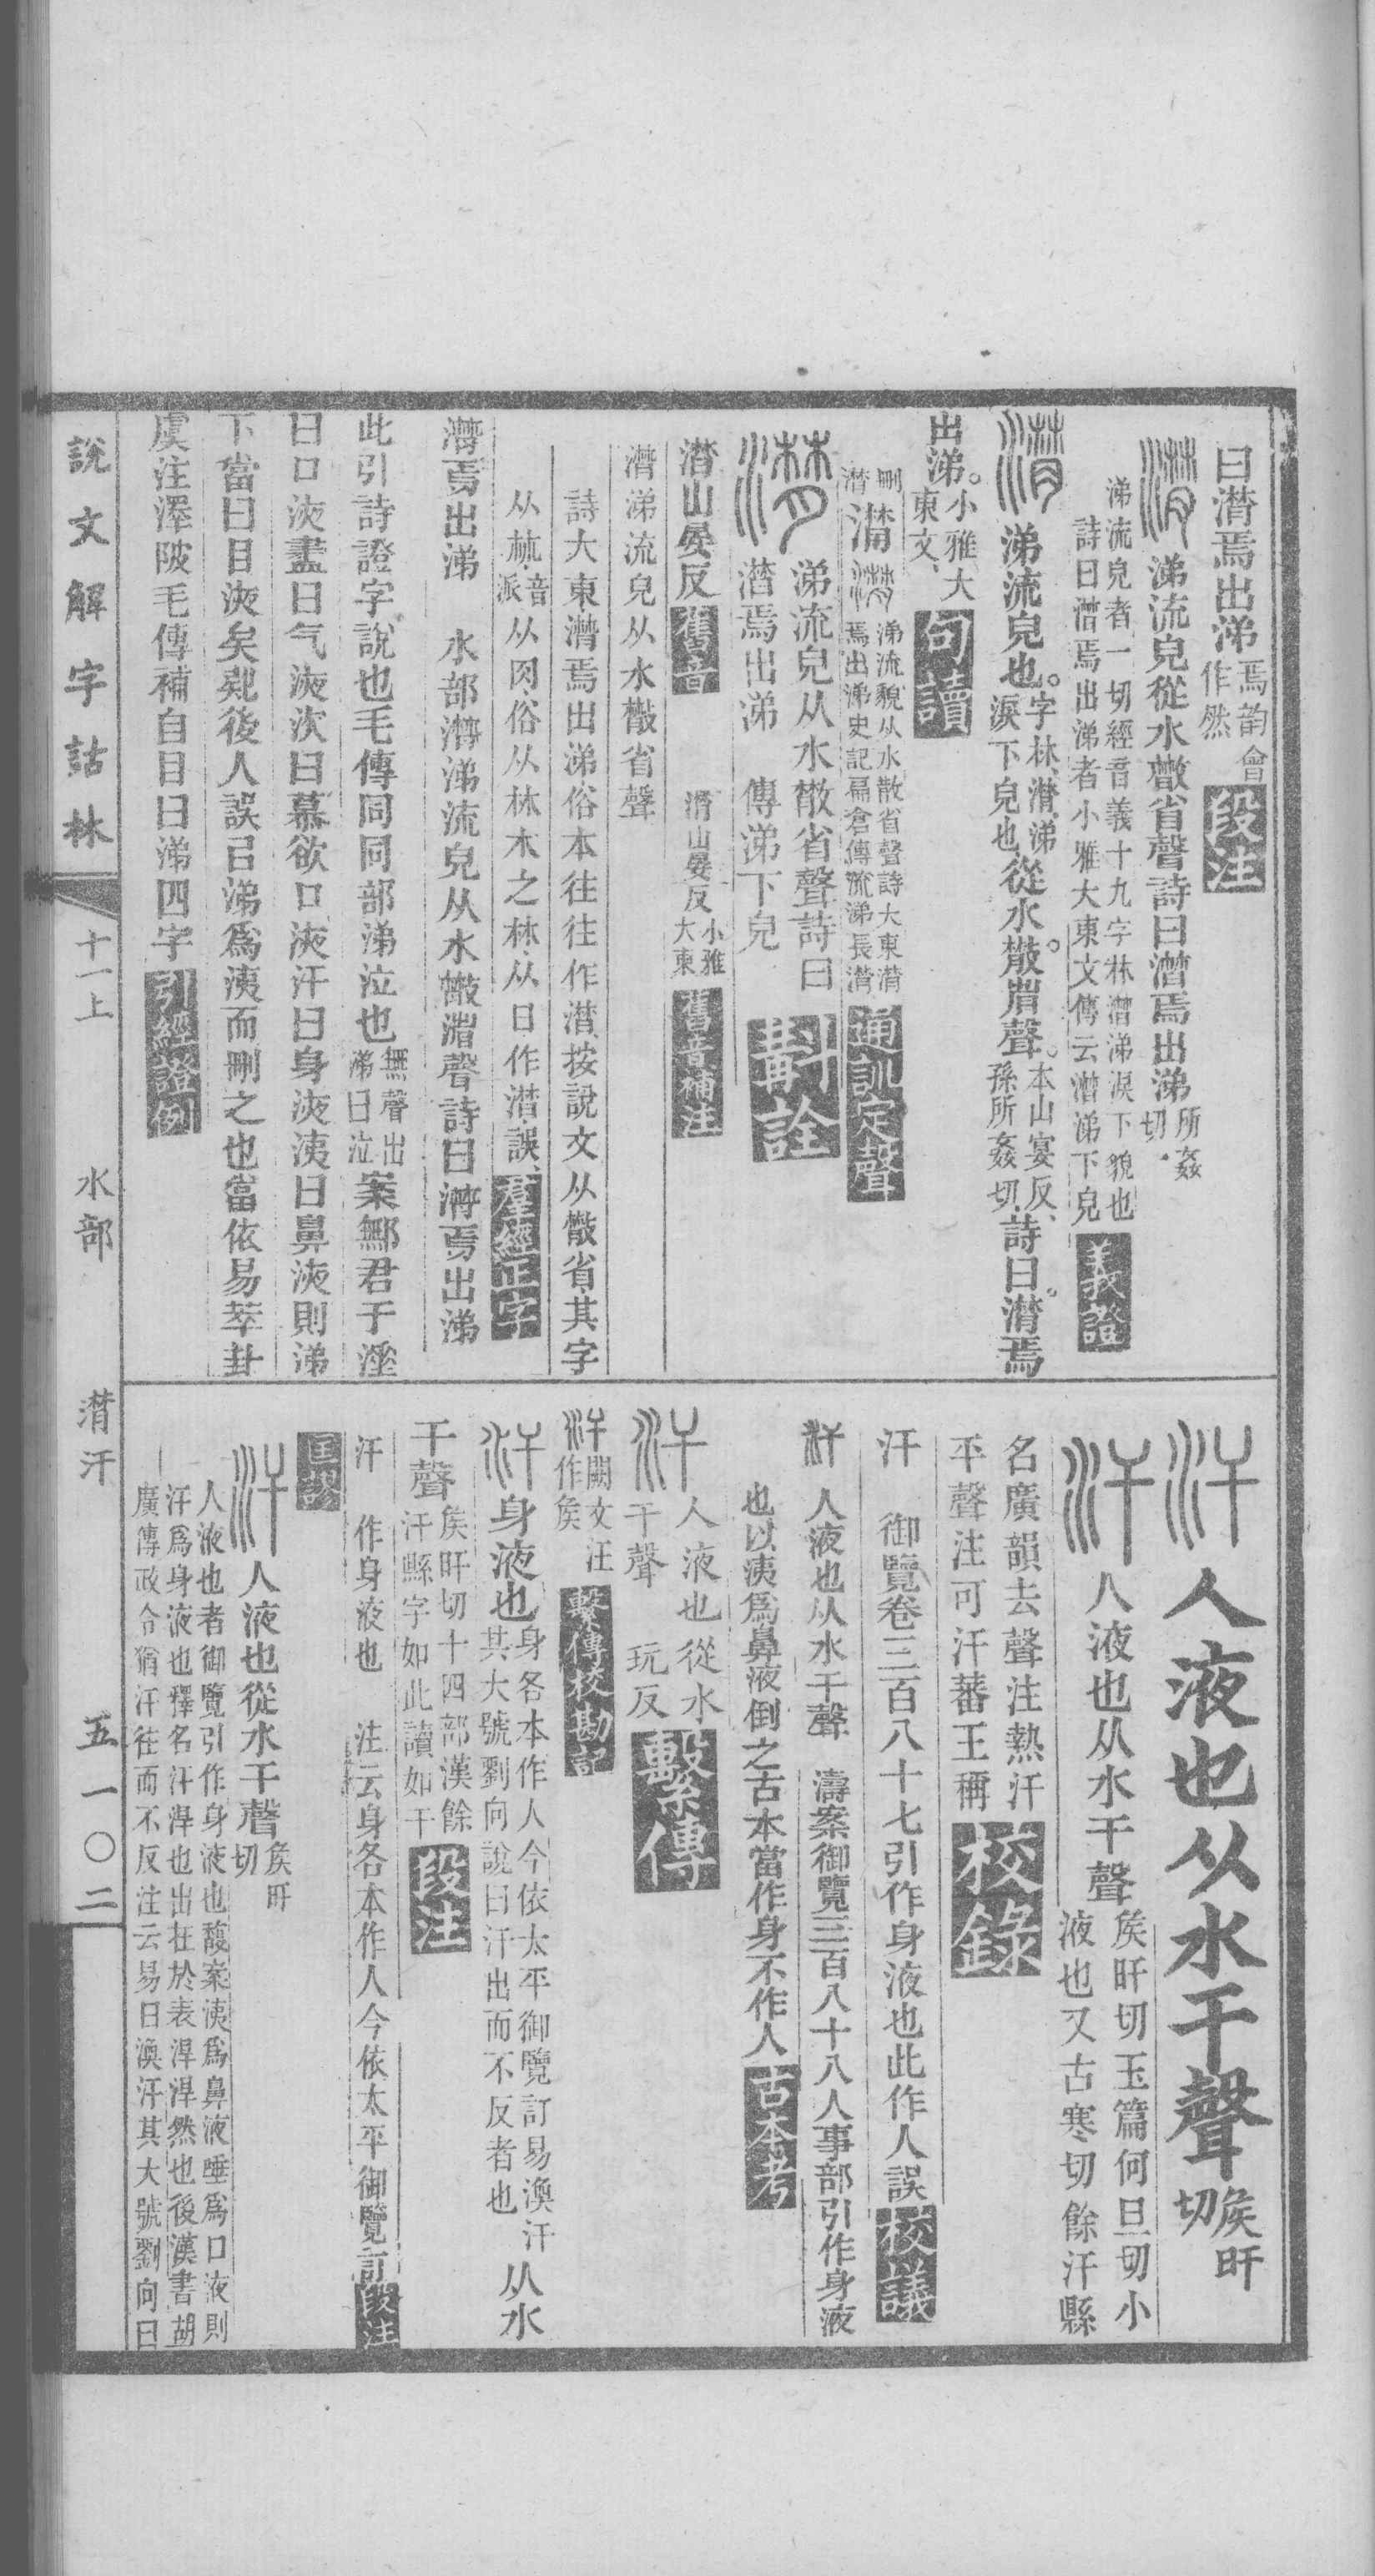 曰潸焉出涕焉韵會作然段注
涕流皃從水㪔省聲詩曰潸焉出涕所姦切
涕流皃者一切經音義十九字林潸涕淚下貌也
詩曰潸焉出涕者小雅大東文傳云潸涕下皃義證
涕流皃也。字林、潸、涕淚下皃也從水。㪔省聲。本山宴反、孫所姦切、詩曰。潸焉
出涕。小雅大東文、句讀
刪潸
涕流貌从水散省聲詩大東潸焉出涕史記扁倉傳流涕長潸通訓定聲
涕流皃从水㪔省聲詩曰
潸焉出涕 傳涕下皃斠詮
潸山晏反舊音 潸山晏反小雅大東舊音補注
潸涕流皃从水㪔省聲
詩大東潸焉出涕俗本往往作潸、按說文从㪔省、其字
从𣏟、音派从肉、俗从林木之林、从日、作潸、誤、羣經正字
潸焉出涕 水部潸涕流皃从水㪔省聲詩曰潸焉出涕
此引詩證字說也毛傳同同部涕泣也無聲出涕曰泣案鄦君于涶
曰口液盡曰气液次曰慕欲口液汗曰身液洟曰鼻液則涕
下當曰目液矣㲉後人誤㠯涕爲洟而刪之也當依易萃卦
虞注澤陂毛傳補自目曰涕四字引經證例
人液也从水干聲矦旰切
人液也从水干聲矦旰切玉篇何旦切小液也又古寒切餘汗縣
名廣韻去聲注熱汗
平聲注可汗蕃王稱校錄
汗 御覽卷三百八十七引作身液也此作人誤校議
人液也从水干聲 濤案御覽三百八十八人事部引作身液
也以洟爲鼻液倒之古本當作身不作人古本考
人液也從水
干聲 玩反繫傳
闕文汪作矦繫傳校勘記
身液也身各本作人今依太平御覽訂易渙汗其大號劉向說曰汗出而不反者也从水
干聲矦旰切十四部漢餘汗縣字如此讀如干段注
汗 作身液也 注云身各本作人今依太平御覽訂段注
匡謬
人液也從水干聲矦旰切
人液也者御覽引作身液也馥案洟爲鼻液唾爲口液則
汗爲身液也釋名汗𣵽也出在於表𣵽𣵽然也後漢書胡
廣傳政令猶汗往而不反注云易曰渙汗其大號劉向曰
說文解字詁林 十一上 水部 潸汗 五一〇二